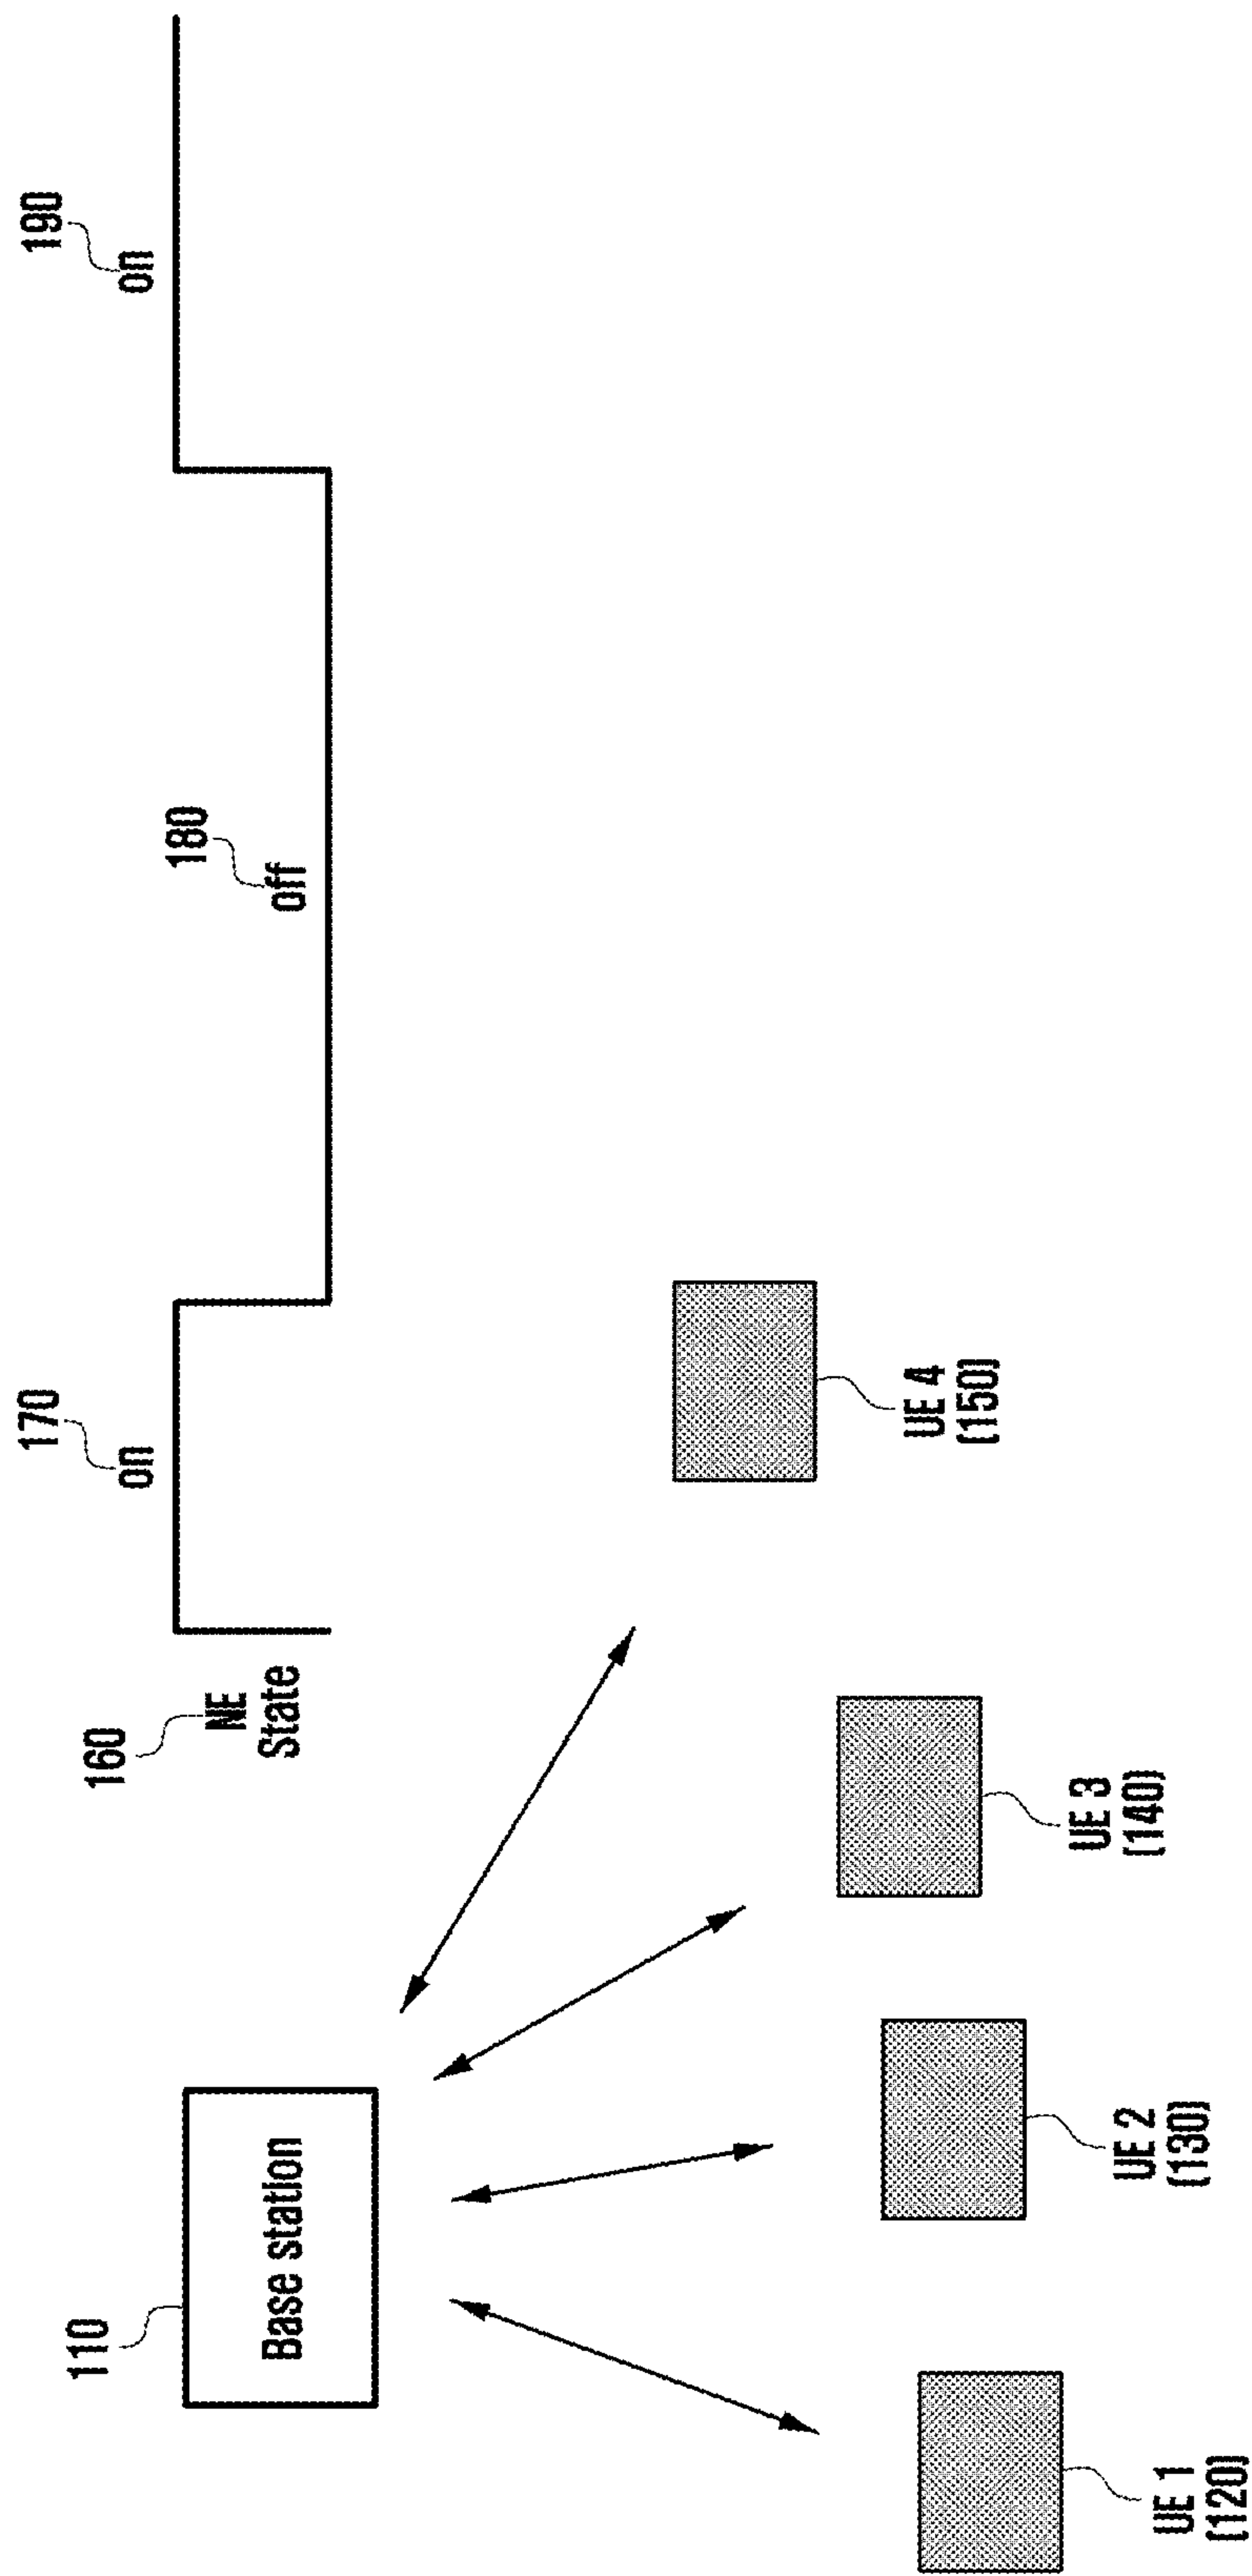 110
Base station
160
NE
State
170
on
180
off
190
on
UE 1
(120)
UE 2
(130)
UE 3
(140)
UE 4
(150)